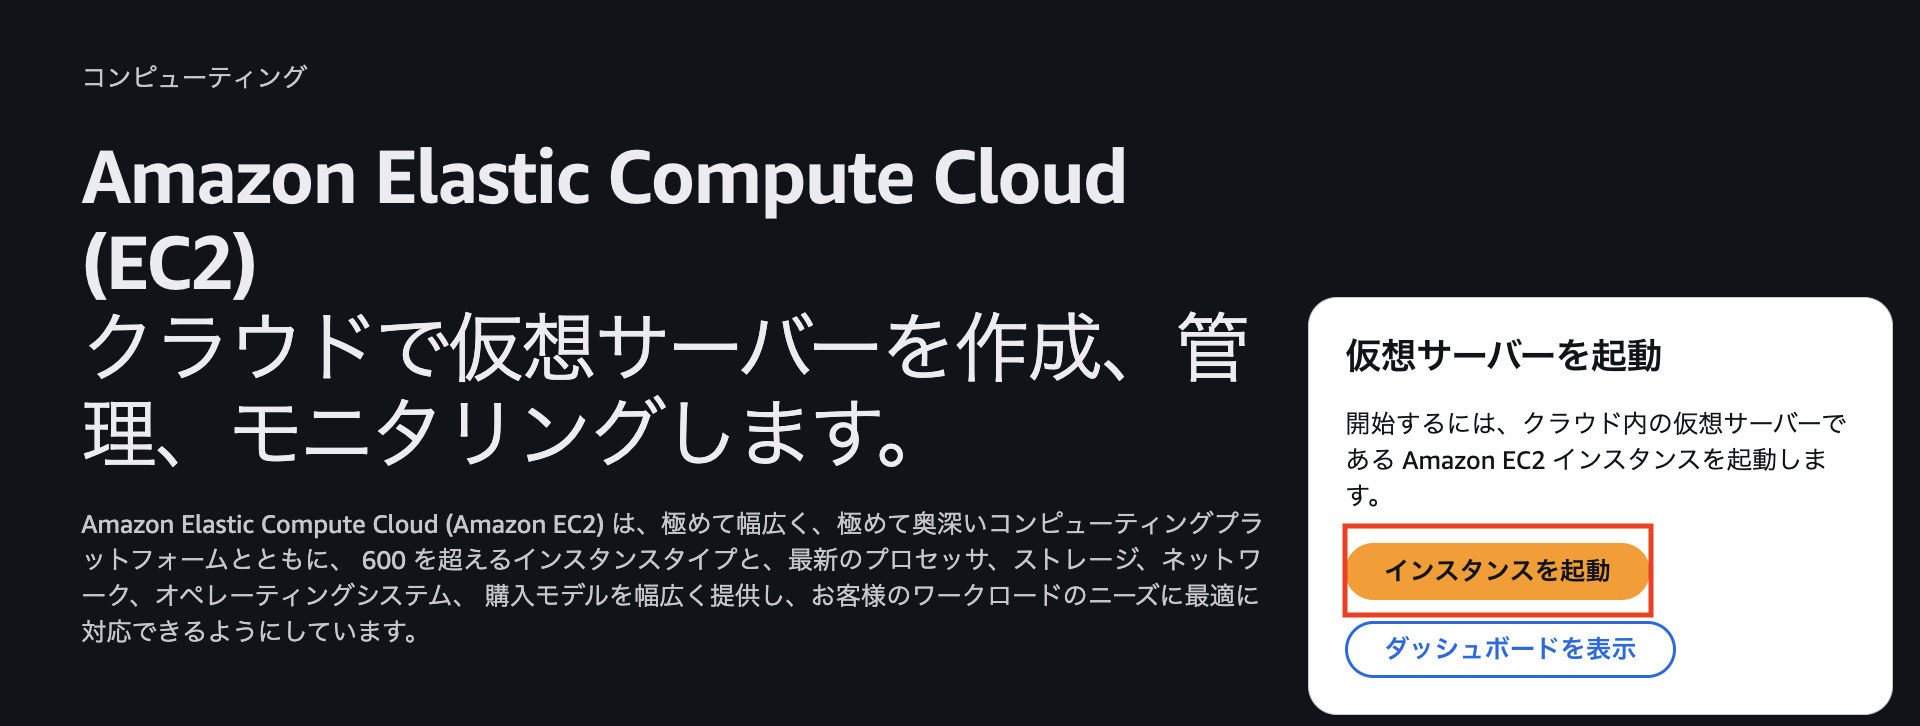 コンピューティング
Amazon Elastic Compute Cloud
(EC2)
クラウドで仮想サーバーを作成、管
理、モニタリングします。
Amazon Elastic Compute Cloud (Amazon EC2) は、極めて幅広く、極めて奥深いコンピューティングプラ
ットフォームとともに、 600 を超えるインスタンスタイプと、最新のプロセッサ、ストレージ、ネットワ
ーク、オペレーティングシステム、 購入モデルを幅広く提供し、お客様のワークロードのニーズに最適に
対応できるようにしています。
仮想サーバーを起動
開始するには、クラウド内の仮想サーバーで
ある Amazon EC2 インスタンスを起動しま
す。
インスタンスを起動
ダッシュボードを表示